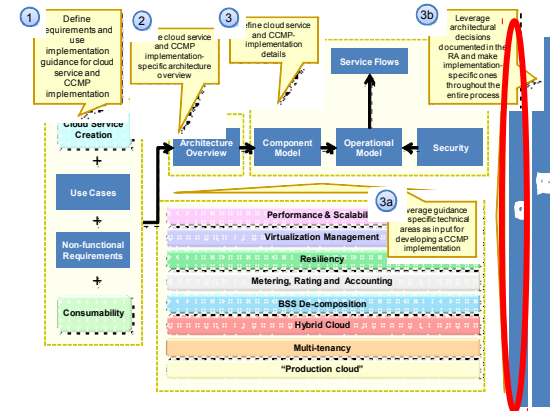 1
Define
requirements and
use
implementation
guidance for cloud
service and
CCMP
implementation
2
cloud service
and CCMP
implementation-
specific architecture
overview
3
cloud service
and CCMP-
implementation
details
3b
Leverage
architectural
decisions
documented in the
RA and make
implementation-
specific ones
throughout the
entire process
Cloud Service
Creation
+
Use Cases
+
Non-functional
Requirements
+
Consumability
Service Flows
Architecture
Overview
Component
Model
Operational
Model
Security
3a
guidance
specific technical
areas as input for
developing a CCMP
implementation
Performance &
Virtualization Management
Resiliency
Metering, Rating and Accounting
BSS De-composition
Hybrid Cloud
Multi-tenancy
“Production cloud”